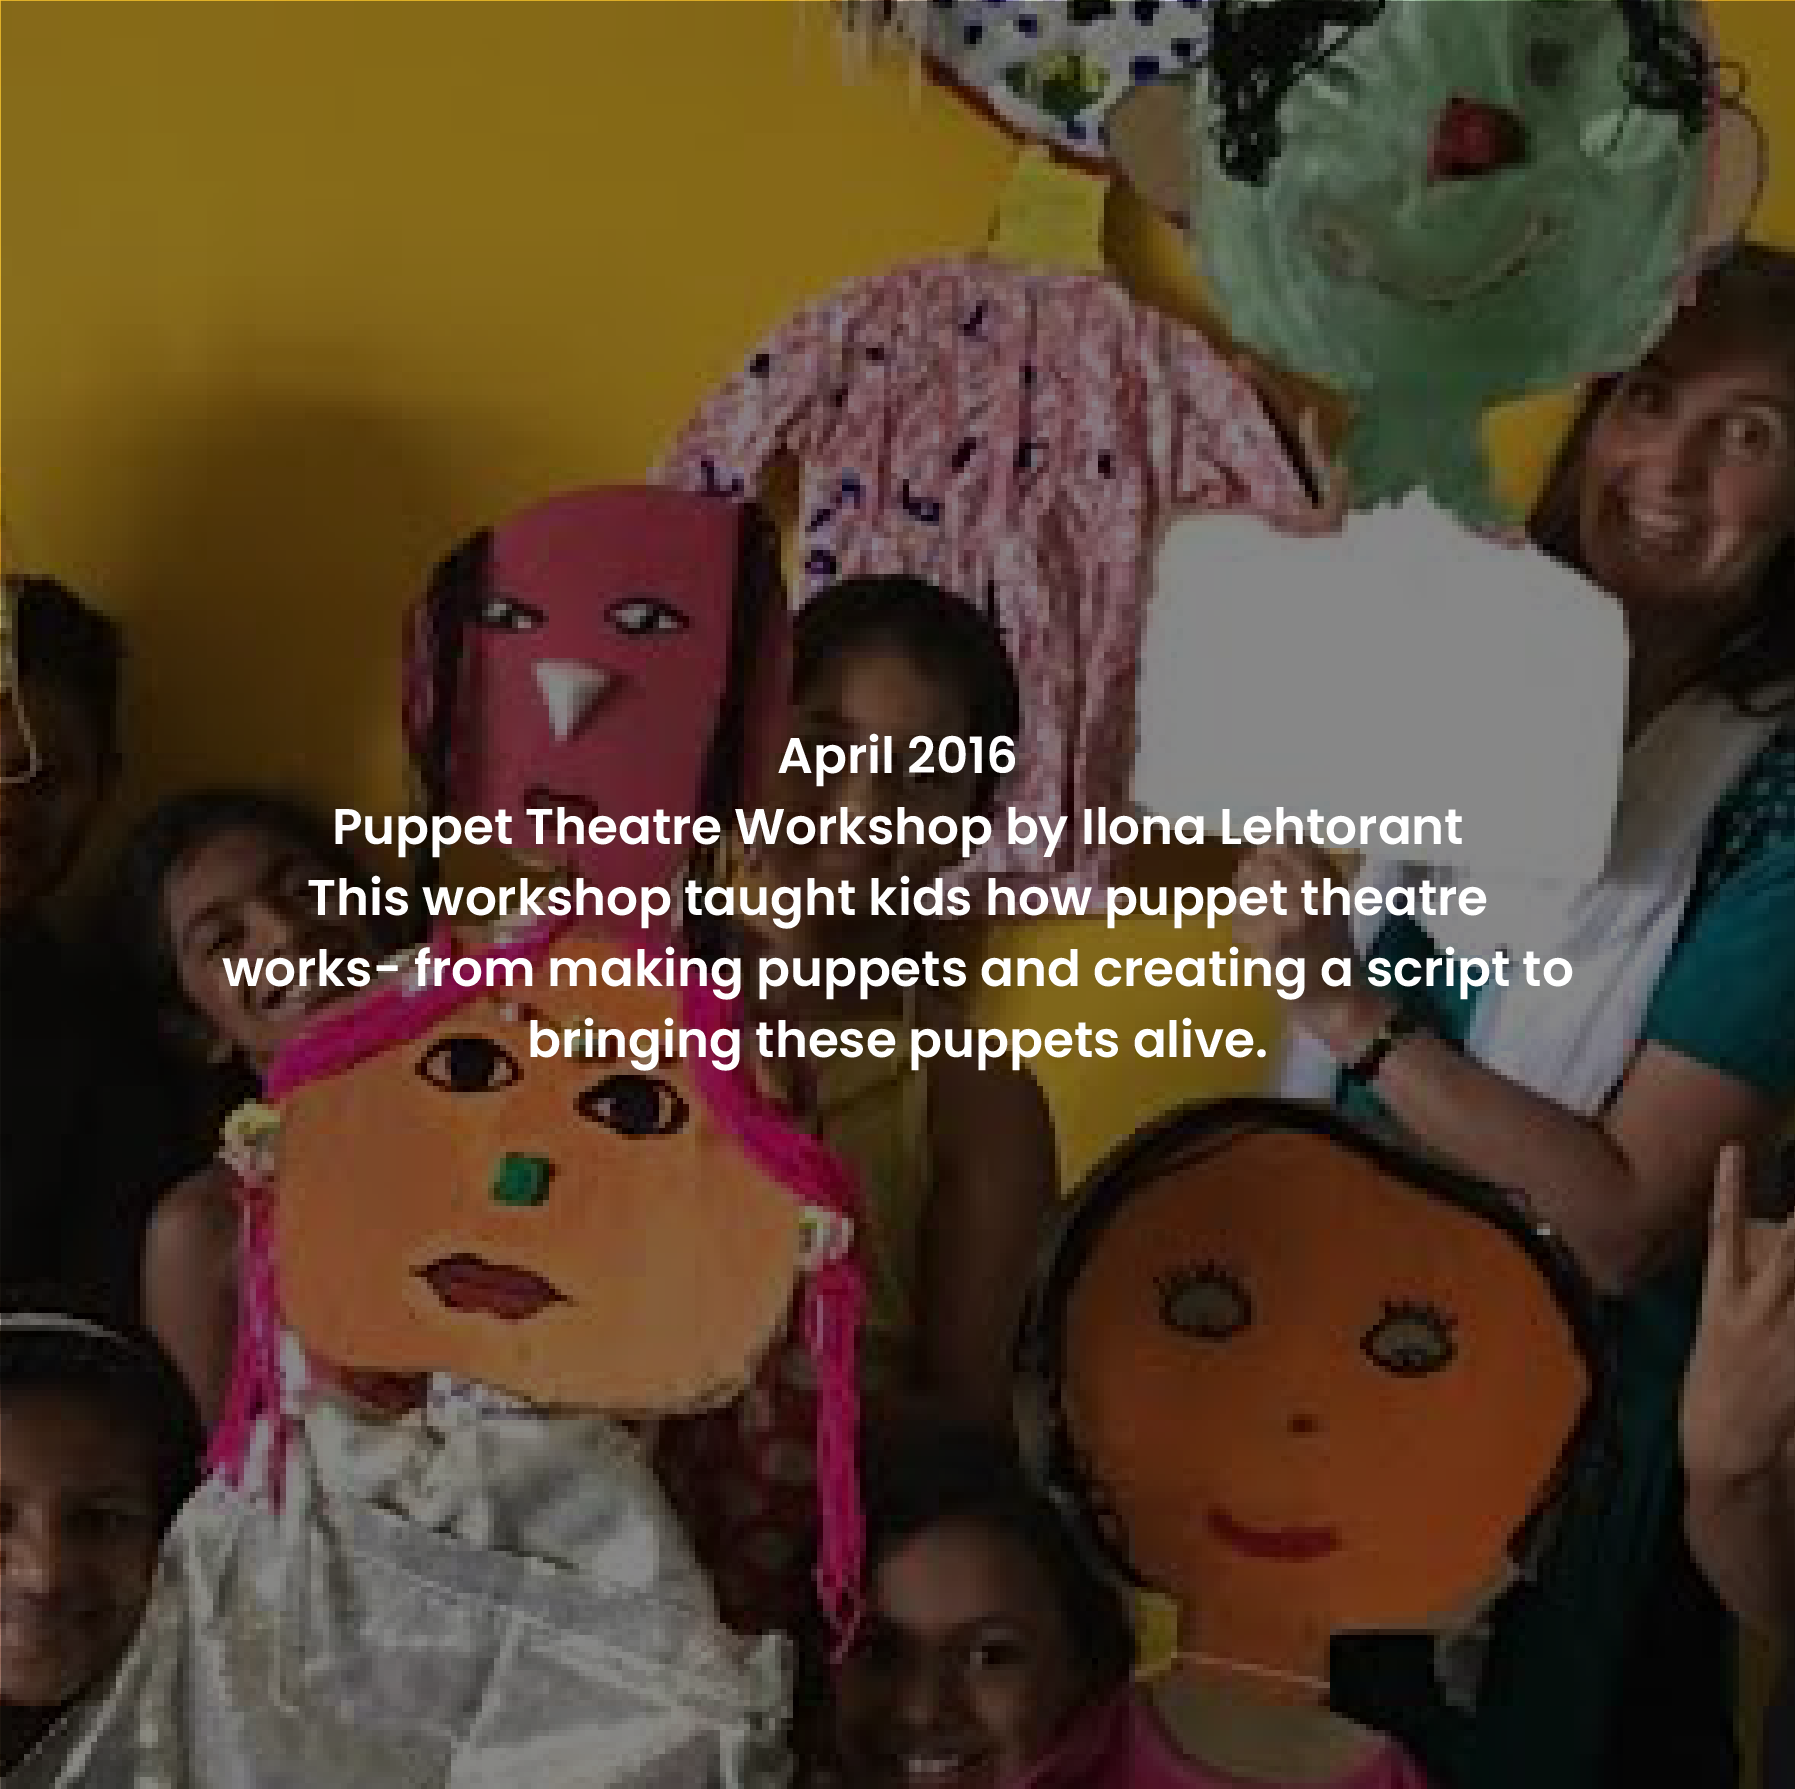 April 2016
Puppet Theatre Workshop by Ilona Lehtorant
This workshop taught kids how puppet theatre
works- from making puppets and creating a script to
bringing these puppets alive.